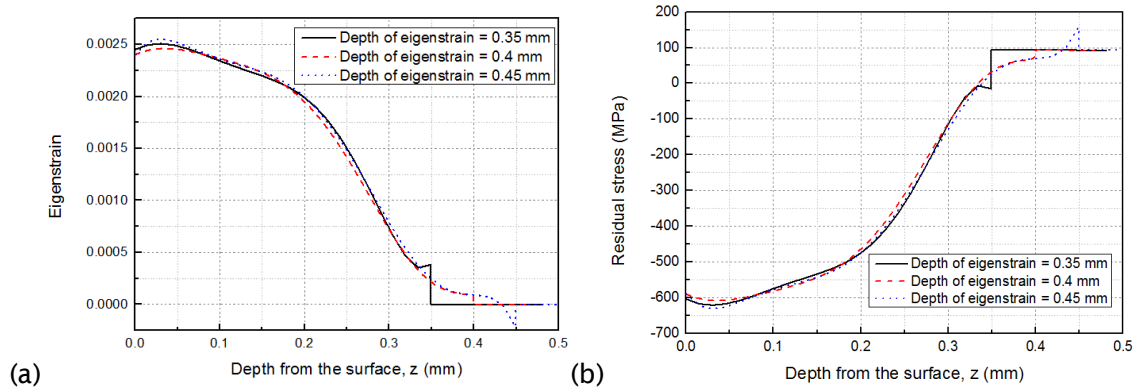 0.0025
0.0020
0.0015
0.0010
0.0005
0.0000
Eigenstrain
Depth of eigenstrain = 0.35 mm
Depth of eigenstrain = 0.4 mm
Depth of eigenstrain = 0.45 mm
0.0 0.1 0.2 0.3 0.4 0.5
Depth from the surface, z (mm)
(a)
200
100
0
-100
-200
-300
-400
-500
-600
-700
Residual stress (MPa)
Depth of eigenstrain = 0.35 mm
Depth of eigenstrain = 0.4 mm
Depth of eigenstrain = 0.45 mm
0.0 0.1 0.2 0.3 0.4 0.5
Depth from the surface, z (mm)
(b)